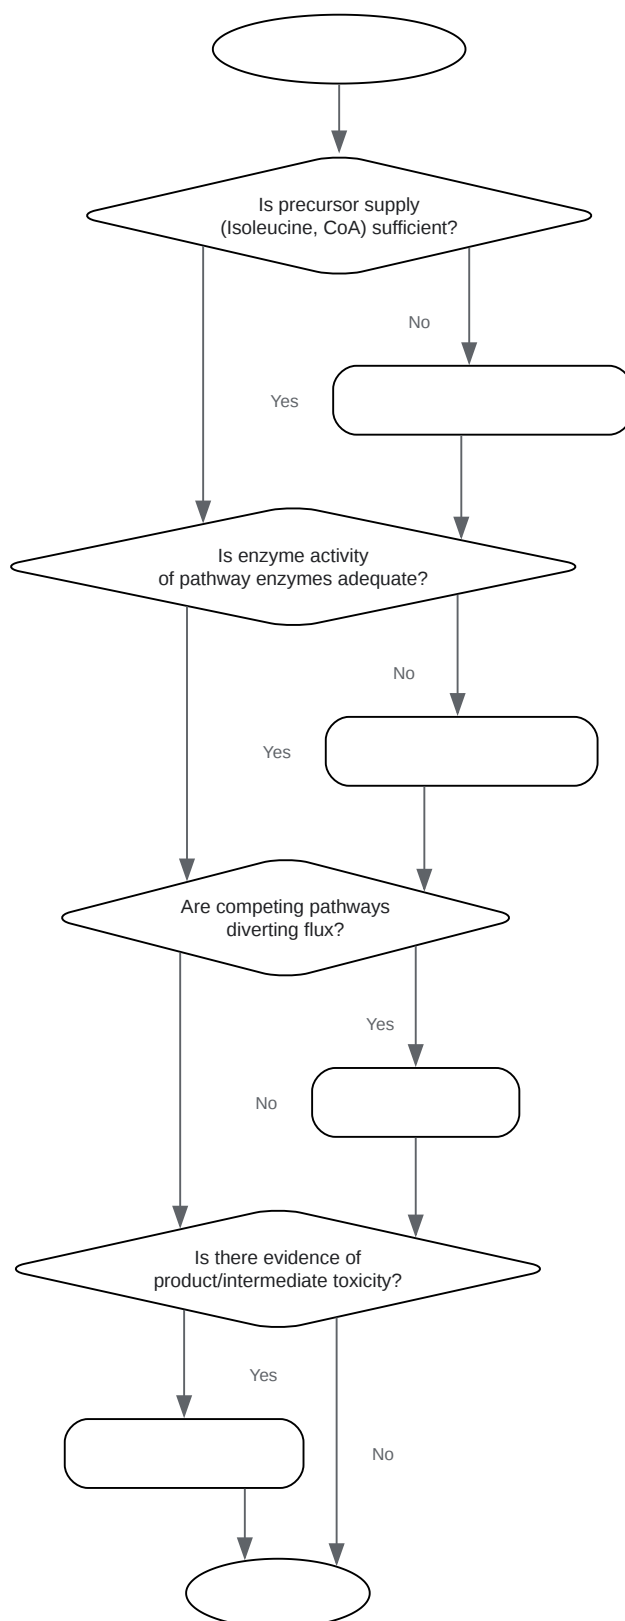 Is precursor supply
(Isoleucine, CoA) sufficient?
No
Yes
Is enzyme activity
of pathway enzymes adequate?
No
Yes
Are competing pathways
diverting flux?
Yes
No
Is there evidence of
product/intermediate toxicity?
Yes
No